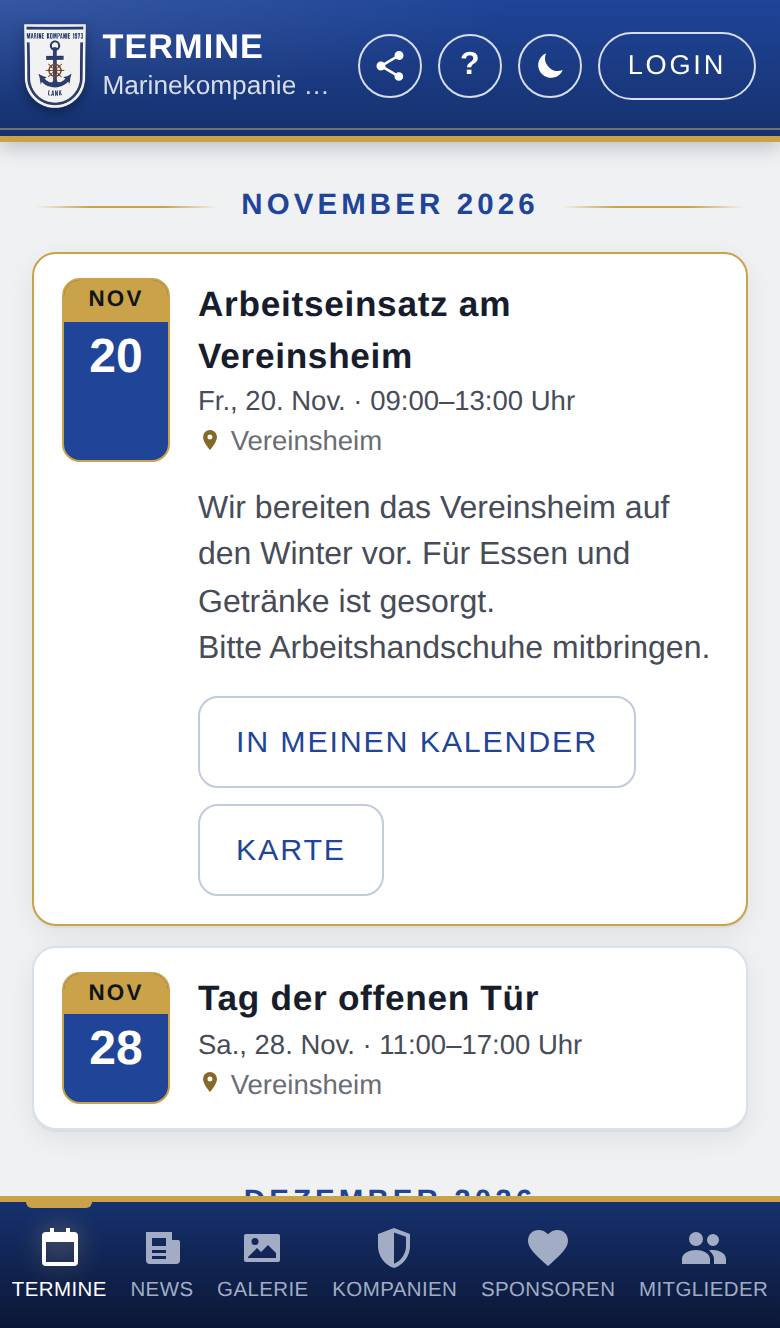 MARINE KOMPANIE 1973
LANK
TERMINE
Marinekompanie …
?
LOGIN
NOVEMBER 2026
NOV
20
Arbeitseinsatz am
Vereinsheim
Fr., 20. Nov. · 09:00–13:00 Uhr
Vereinsheim
Wir bereiten das Vereinsheim auf
den Winter vor. Für Essen und
Getränke ist gesorgt.
Bitte Arbeitshandschuhe mitbringen.
IN MEINEN KALENDER
KARTE
NOV
28
Tag der offenen Tür
Sa., 28. Nov. · 11:00–17:00 Uhr
Vereinsheim
DEZEMBER 2026
TERMINE
NEWS
GALERIE
KOMPANIEN
SPONSOREN
MITGLIEDER